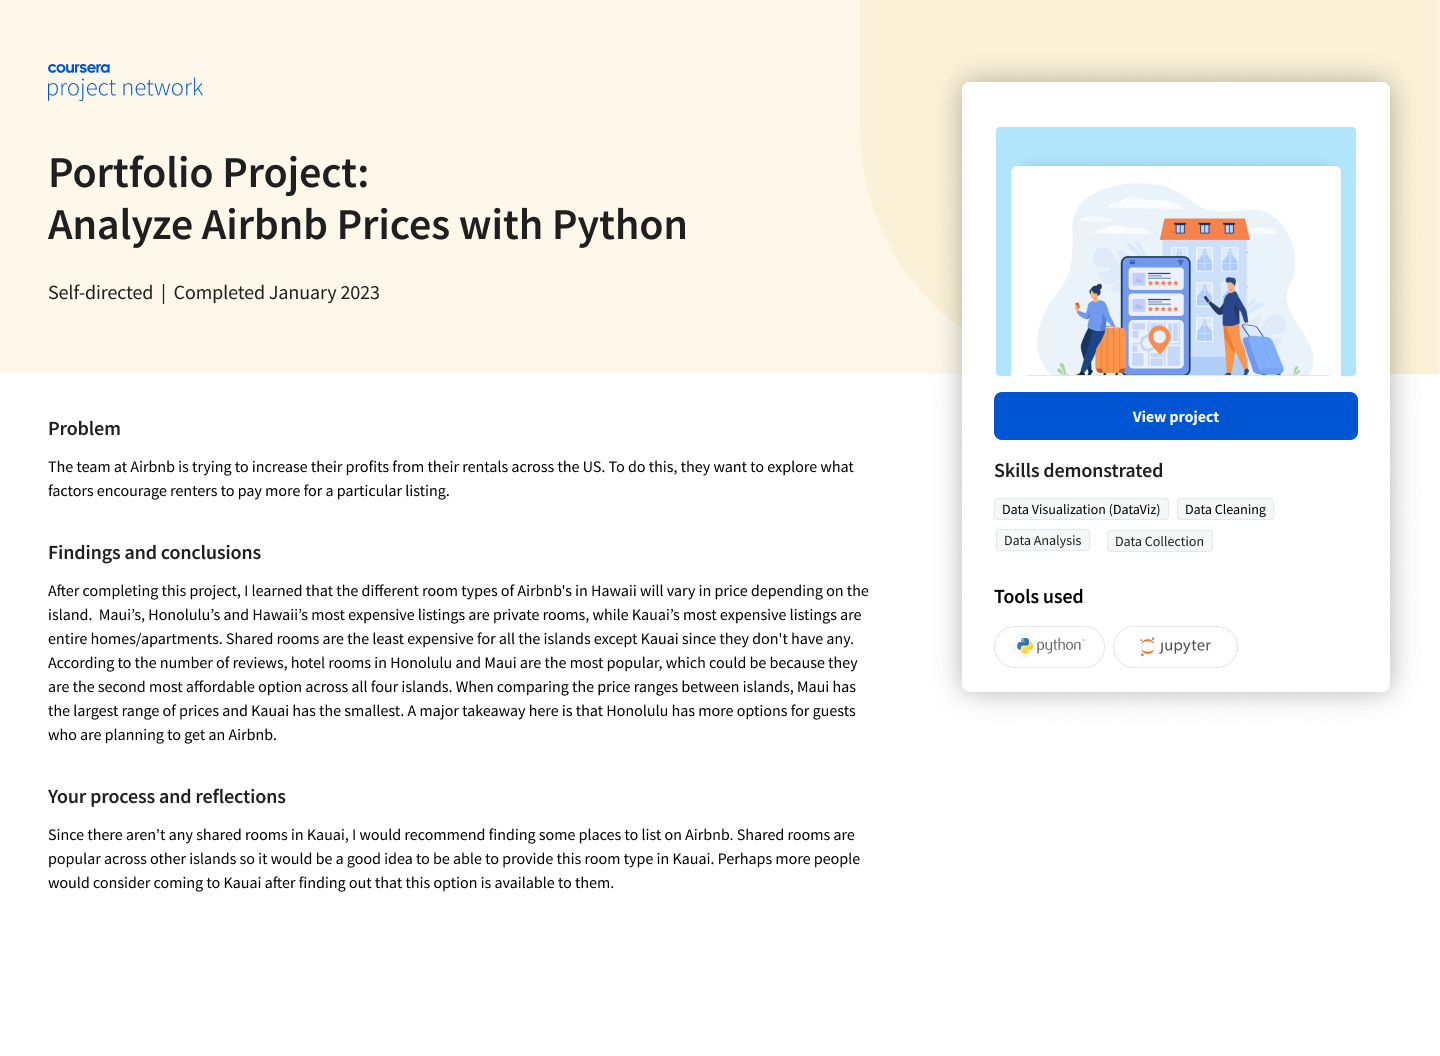 coursera
project network
Portfolio Project:
Analyze Airbnb Prices with Python
Self-directed | Completed January 2023
Problem
The team at Airbnb is trying to increase their profits from their rentals across the US. To do this, they want to explore what
factors encourage renters to pay more for a particular listing.
Findings and conclusions
After completing this project, I learned that the different room types of Airbnb's in Hawaii will vary in price depending on the
island.  Maui’s, Honolulu’s and Hawaii’s most expensive listings are private rooms, while Kauai’s most expensive listings are
entire homes/apartments. Shared rooms are the least expensive for all the islands except Kauai since they don't have any.
According to the number of reviews, hotel rooms in Honolulu and Maui are the most popular, which could be because they
are the second most affordable option across all four islands. When comparing the price ranges between islands, Maui has
the largest range of prices and Kauai has the smallest. A major takeaway here is that Honolulu has more options for guests
who are planning to get an Airbnb.
Your process and reflections
Since there aren't any shared rooms in Kauai, I would recommend finding some places to list on Airbnb. Shared rooms are
popular across other islands so it would be a good idea to be able to provide this room type in Kauai. Perhaps more people
would consider coming to Kauai after finding out that this option is available to them.
View project
Skills demonstrated
Data Visualization (DataViz) Data Cleaning
Data Analysis Data Collection
Tools used
python jupyter